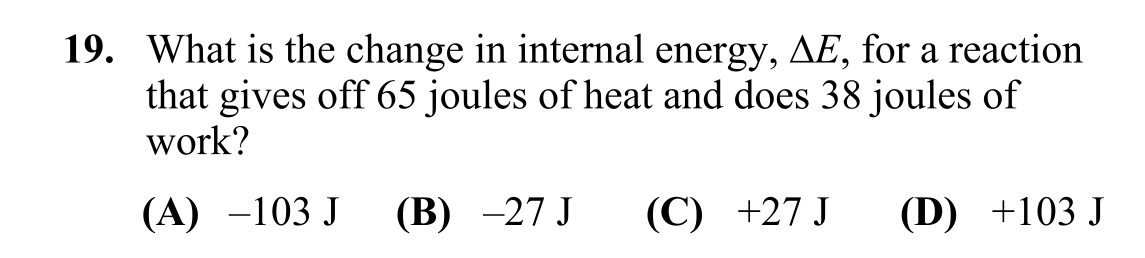 19. What is the change in internal energy, ΔE, for a reaction
that gives off 65 joules of heat and does 38 joules of
work?
(A) –103 J (B) –27 J (C) +27 J (D) +103 J